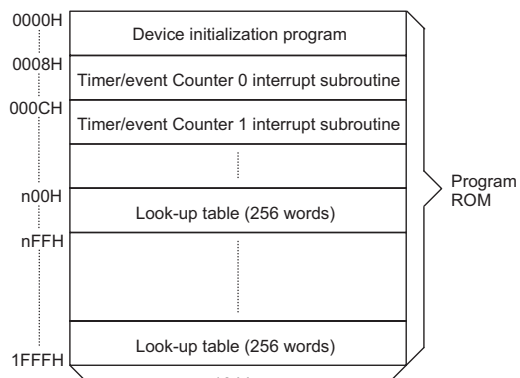 0000H
Device initialization program
0008H
Timer/event Counter 0 interrupt subroutine
000CH
Timer/event Counter 1 interrupt subroutine
n00H
Look-up table (256 words)
nFFH
Program
ROM
Look-up table (256 words)
1FFFH